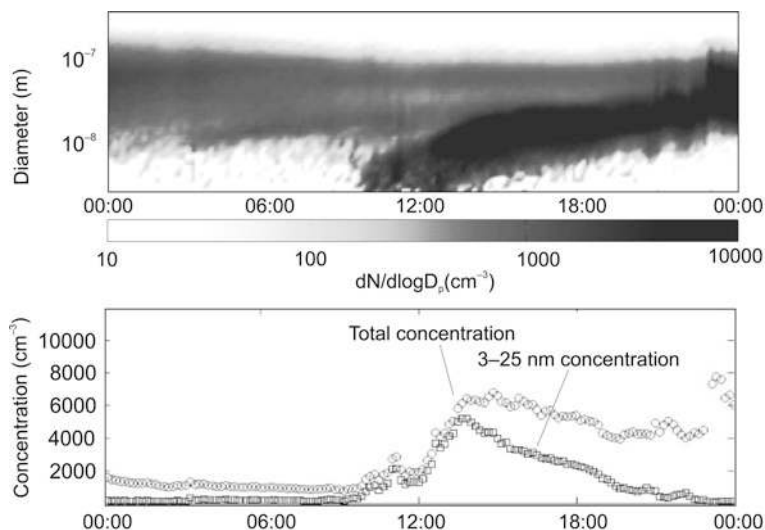 Diameter (m)
10⁻⁷
10⁻⁸
00:00 06:00 12:00 18:00 00:00
10 100 1000 10000
dN/dlogDₚ(cm⁻³)
Concentration (cm⁻³)
10000
8000
6000
4000
2000
Total concentration
3–25 nm concentration
00:00 06:00 12:00 18:00 00:00